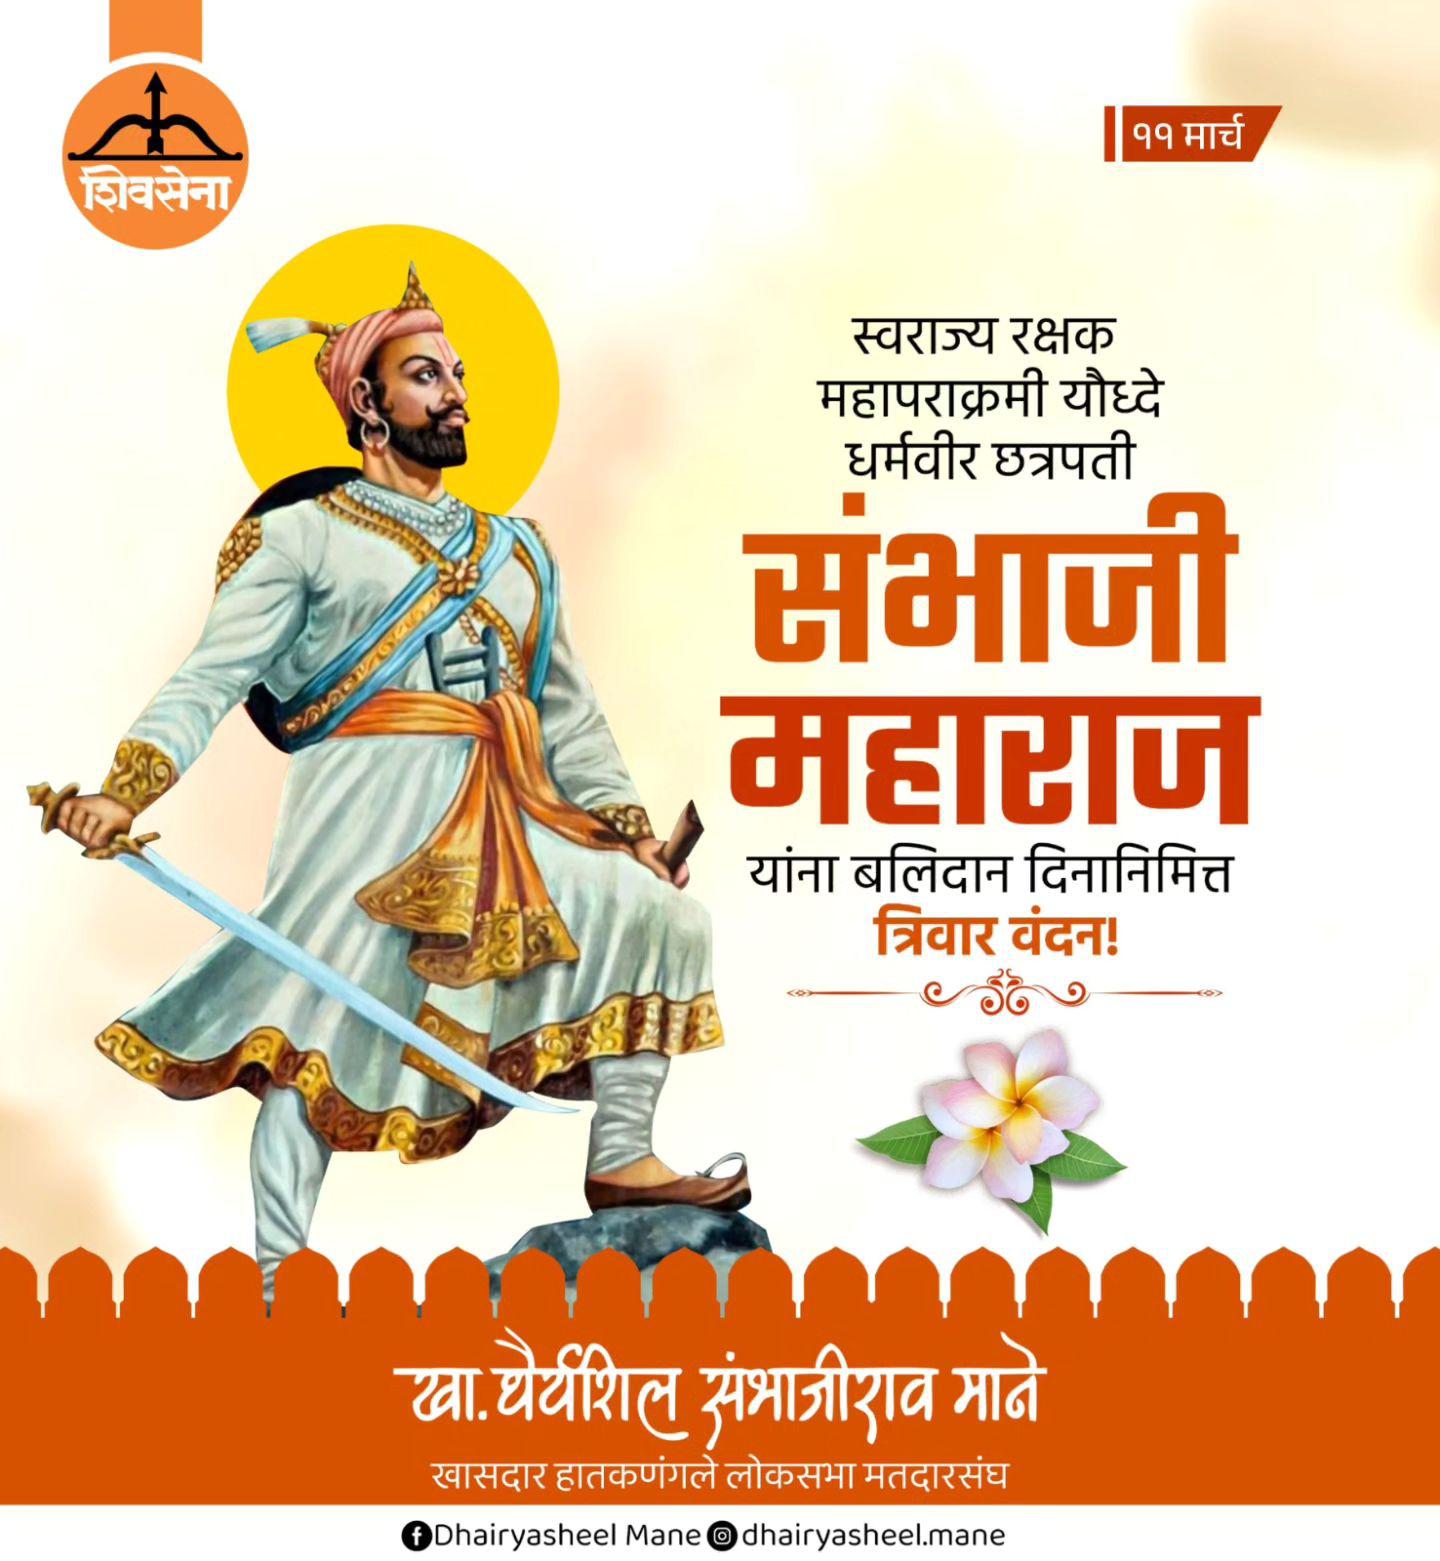 शिवसेना
११ मार्च
स्वराज्य रक्षक
महापराक्रमी यौध्दे
धर्मवीर छत्रपती
संभाजी
महाराज
यांना बलिदान दिनानिमित्त
त्रिवार वंदन!
खा. धैर्यशिल संभाजीराव माने
खासदार हातकणंगले लोकसभा मतदारसंघ
Dhairyasheel Mane dhairyasheel.mane